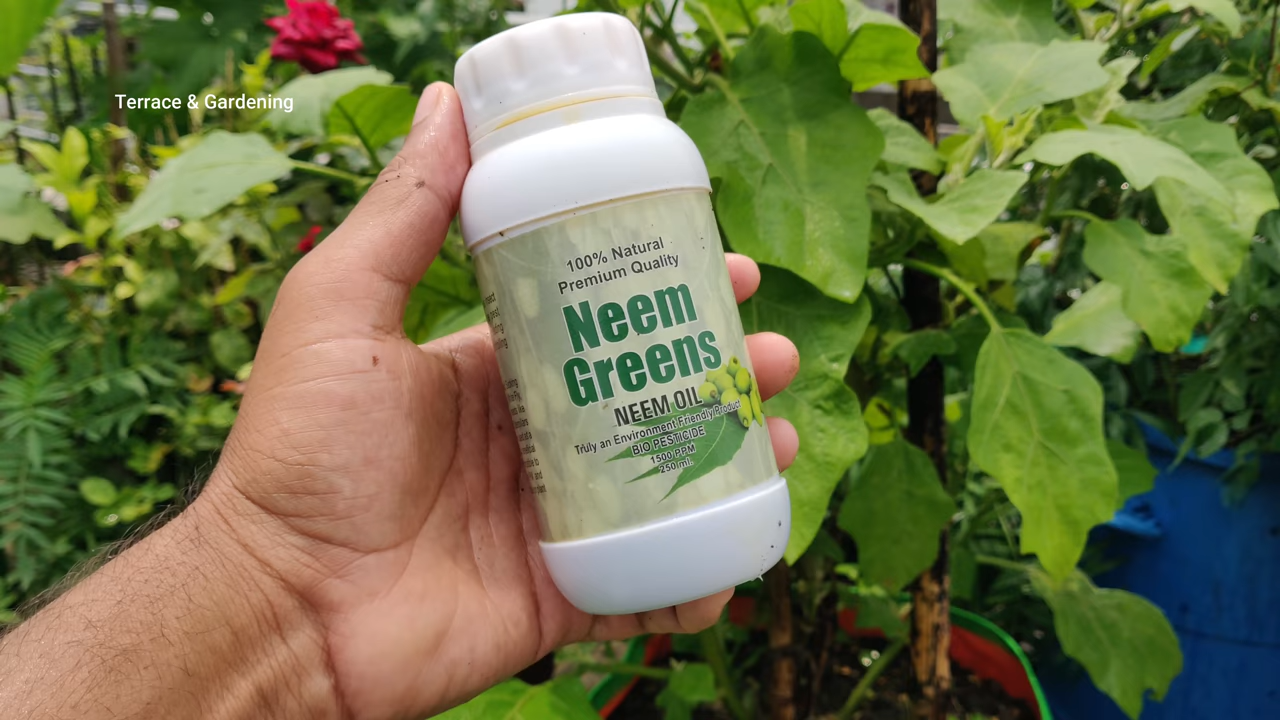 Terrace & Gardening
100% Natural
Premium Quality
Neem
Greens
NEEM OIL
Truly an Environment Friendly Product
BIO PESTICIDE
1500 PPM
250 ml.